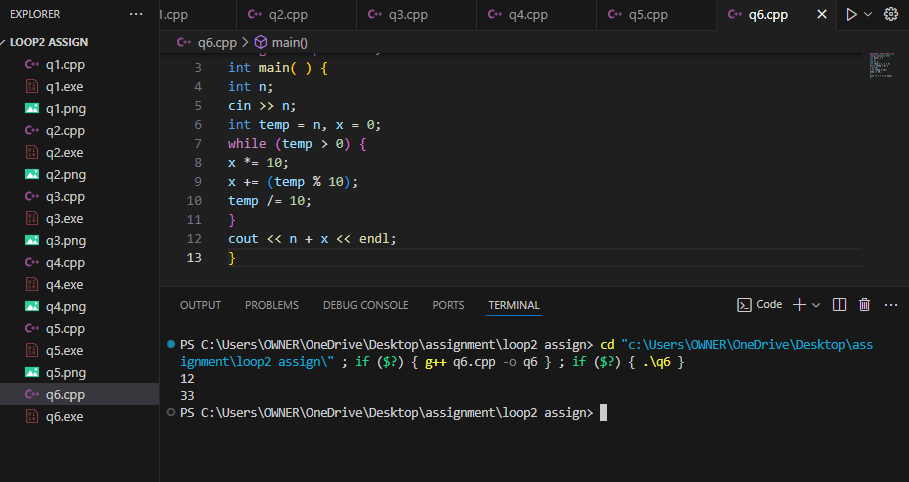 EXPLORER ···
LOOP2 ASSIGN
q1.cpp
q1.exe
q1.png
q2.cpp
q2.exe
q2.png
q3.cpp
q3.exe
q3.png
q4.cpp
q4.exe
q4.png
q5.cpp
q5.exe
q5.png
q6.cpp
q6.exe
1.cpp C++ q2.cpp C++ q3.cpp C++ q4.cpp C++ q5.cpp C++ q6.cpp
C++ q6.cpp > main()
3 int main( ) {
4 int n;
5 cin >> n;
6 int temp = n, x = 0;
7 while (temp > 0) {
8 x *= 10;
9 x += (temp % 10);
10 temp /= 10;
11 }
12 cout << n + x << endl;
13 }
OUTPUT PROBLEMS DEBUG CONSOLE PORTS TERMINAL Code
PS C:\Users\OWNER\OneDrive\Desktop\assignment\loop2 assign> cd "c:\Users\OWNER\OneDrive\Desktop\ass
ignment\loop2 assign\" ; if ($?) { g++ q6.cpp -o q6 } ; if ($?) { .\q6 }
12
33
PS C:\Users\OWNER\OneDrive\Desktop\assignment\loop2 assign>